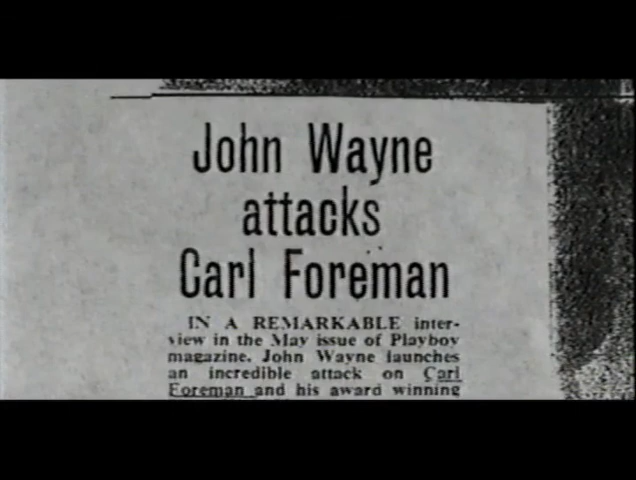 John Wayne
attacks
Carl Foreman
IN A REMARKABLE inter-
view in the May issue of Playboy
magazine. John Wayne launches
an incredible attack on Carl
Foreman and his award winning